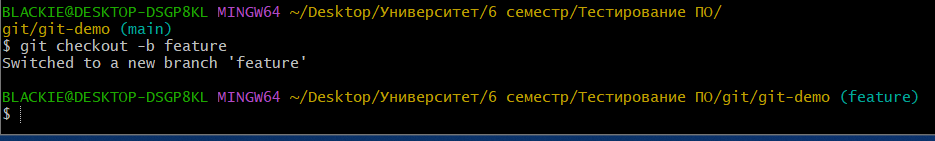 BLACKIE@DESKTOP-DSGP8KL MINGW64 ~/Desktop/Университет/6 семестр/Тестирование ПО/
git/git-demo (main)
$ git checkout -b feature
Switched to a new branch 'feature'
BLACKIE@DESKTOP-DSGP8KL MINGW64 ~/Desktop/Университет/6 семестр/Тестирование ПО/git/git-demo (feature)
$